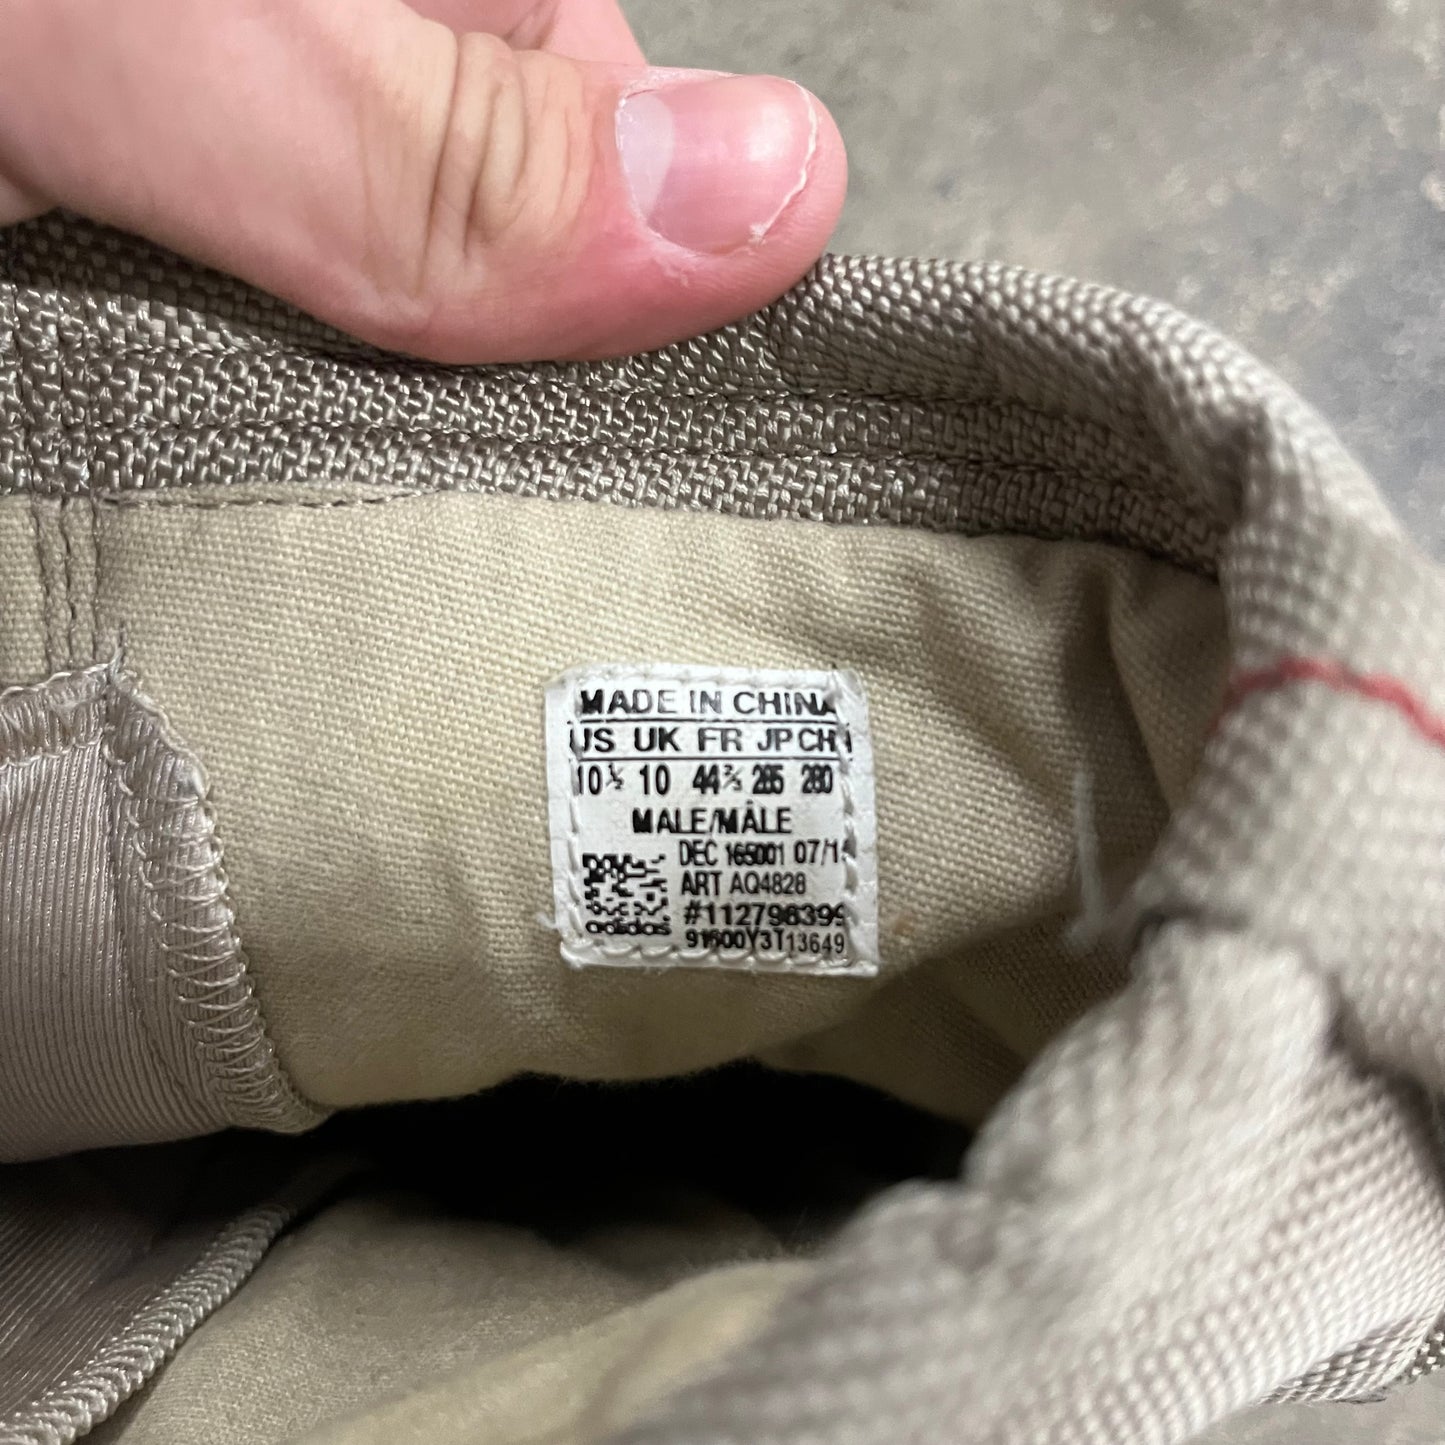 MADE IN CHINA
US UK FR JP CHN
10½ 10 44⅔ 285 280
MALE/MÂLE
DEC 165001 07/14
ART AQ4828
#112796399
91600Y3T13649
adidas